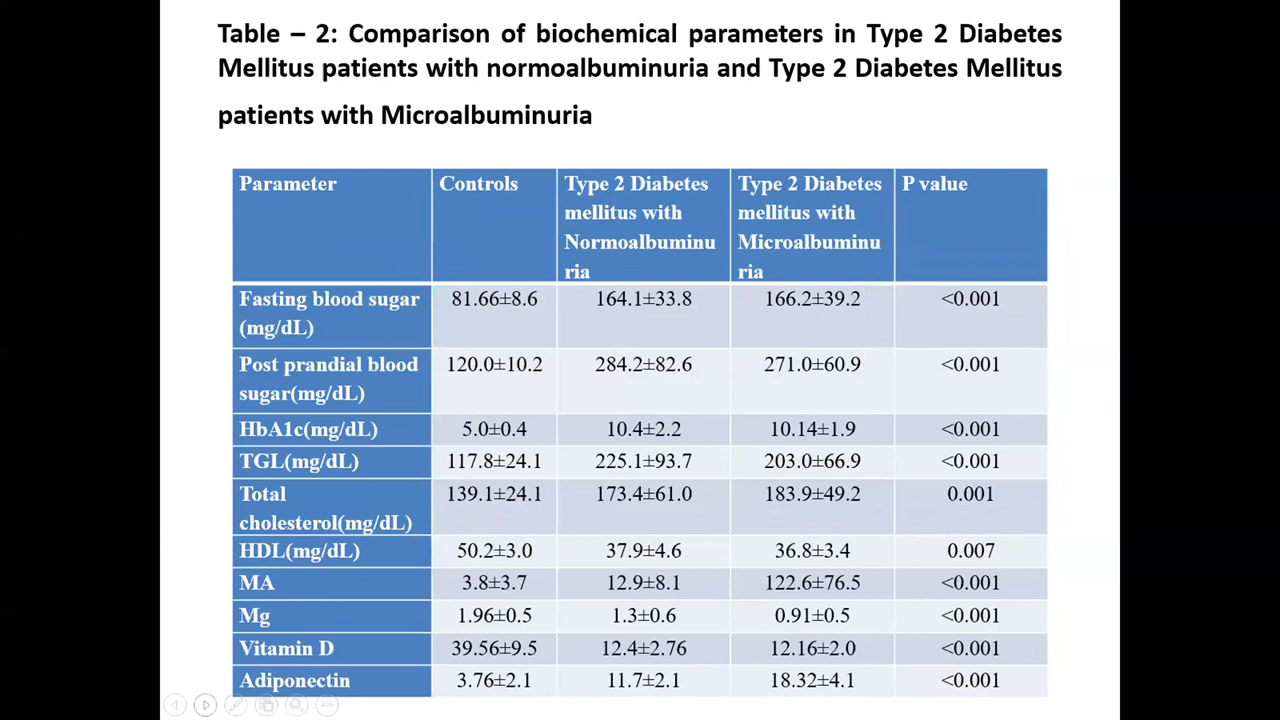 Table – 2: Comparison of biochemical parameters in Type 2 Diabetes
Mellitus patients with normoalbuminuria and Type 2 Diabetes Mellitus
patients with Microalbuminuria
Parameter Controls Type 2 Diabetes mellitus with Normoalbuminu ria Type 2 Diabetes mellitus with Microalbuminu ria P value
Fasting blood sugar (mg/dL) 81.66±8.6 164.1±33.8 166.2±39.2 <0.001
Post prandial blood sugar(mg/dL) 120.0±10.2 284.2±82.6 271.0±60.9 <0.001
HbA1c(mg/dL) 5.0±0.4 10.4±2.2 10.14±1.9 <0.001
TGL(mg/dL) 117.8±24.1 225.1±93.7 203.0±66.9 <0.001
Total cholesterol(mg/dL) 139.1±24.1 173.4±61.0 183.9±49.2 0.001
HDL(mg/dL) 50.2±3.0 37.9±4.6 36.8±3.4 0.007
MA 3.8±3.7 12.9±8.1 122.6±76.5 <0.001
Mg 1.96±0.5 1.3±0.6 0.91±0.5 <0.001
Vitamin D 39.56±9.5 12.4±2.76 12.16±2.0 <0.001
Adiponectin 3.76±2.1 11.7±2.1 18.32±4.1 <0.001